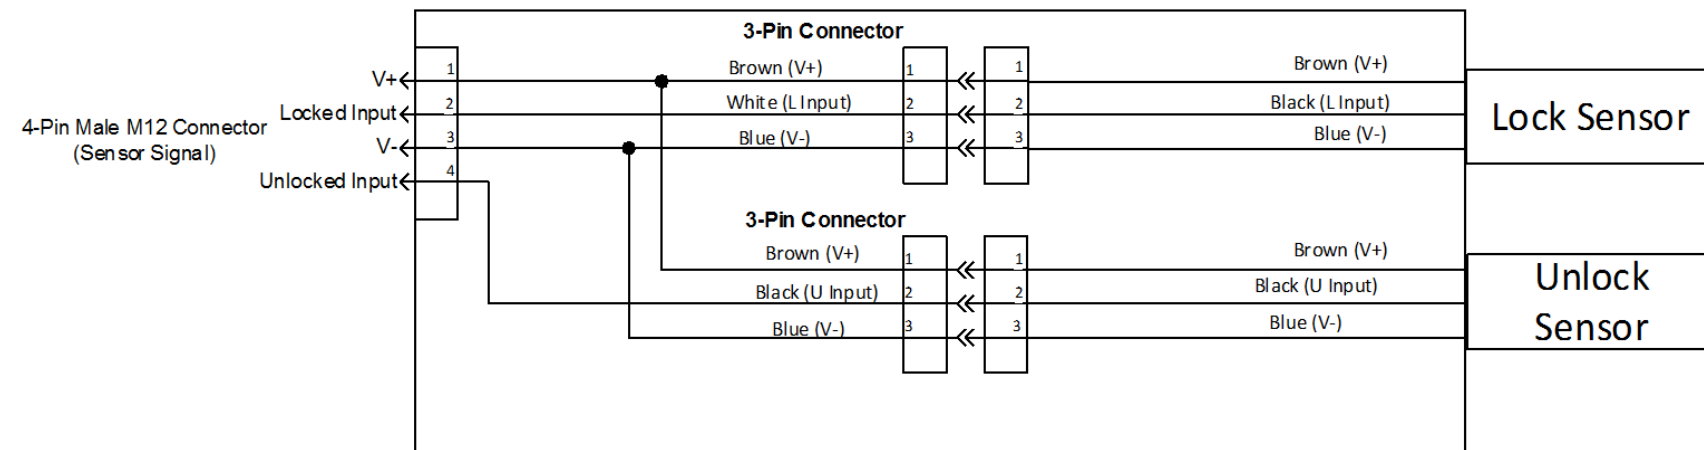 3-Pin Connector
V+
1
Brown (V+)
1
1
Brown (V+)
Locked Input
2
White (L Input)
2
2
Black (L Input)
Lock Sensor
4-Pin Male M12 Connector
(Sensor Signal)
V-
3
Blue (V-)
3
3
Blue (V-)
Unlocked Input
4
3-Pin Connector
Brown (V+)
1
1
Brown (V+)
Black (U Input)
2
2
Black (U Input)
Unlock
Sensor
Blue (V-)
3
3
Blue (V-)